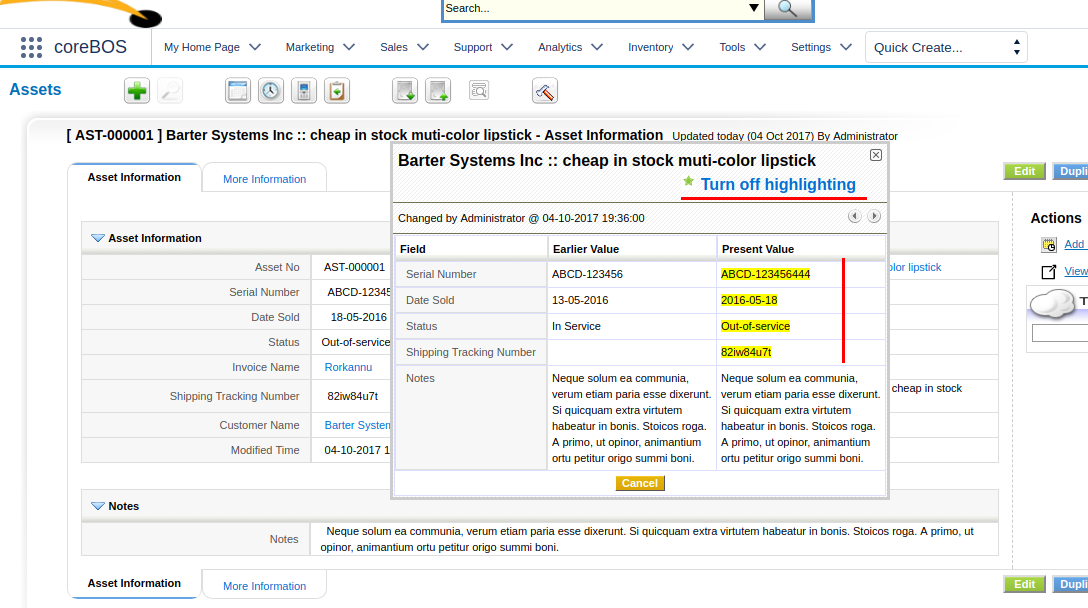 Search...
coreBOS My Home Page Marketing Sales Support Analytics Inventory Tools Settings Quick Create...
Assets
[ AST-000001 ] Barter Systems Inc :: cheap in stock muti-color lipstick - Asset Information Updated today (04 Oct 2017) By Administrator
Asset Information More Information Edit Dupli
Barter Systems Inc :: cheap in stock muti-color lipstick
Turn off highlighting
Changed by Administrator @ 04-10-2017 19:36:00
Field Earlier Value Present Value
Serial Number ABCD-123456 ABCD-123456444
Date Sold 13-05-2016 2016-05-18
Status In Service Out-of-service
Shipping Tracking Number 82iw84u7t
Notes
Neque solum ea communia,
verum etiam paria esse dixerunt.
Si quicquam extra virtutem
habeatur in bonis. Stoicos roga.
A primo, ut opinor, animantium
ortu petitur origo summi boni.
Neque solum ea communia,
verum etiam paria esse dixerunt.
Si quicquam extra virtutem
habeatur in bonis. Stoicos roga.
A primo, ut opinor, animantium
ortu petitur origo summi boni.
Cancel
Asset Information
Asset No AST-000001 olor lipstick
Serial Number ABCD-12345
Date Sold 18-05-2016
Status Out-of-service
Invoice Name Rorkannu
Shipping Tracking Number 82iw84u7t cheap in stock
Customer Name Barter System
Modified Time 04-10-2017 1
Notes
Notes Neque solum ea communia, verum etiam paria esse dixerunt. Si quicquam extra virtutem habeatur in bonis. Stoicos roga. A primo, ut
opinor, animantium ortu petitur origo summi boni.
Actions
Add
View
T
Asset Information More Information Edit Dupli